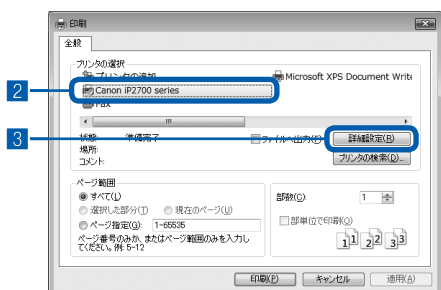 印刷
全般
プリンタの選択
プリンタの追加
Microsoft XPS Document Write
2
Canon iP2700 series
Fax
3
状態: 準備完了
ファイルへ出力(F)
詳細設定(R)
場所:
コメント:
プリンタの検索(D)...
ページ範囲
すべて(L)
選択した部分(T)
現在のページ(U)
ページ指定(G): 1-65535
ページ番号のみか、またはページ範囲のみを入力し
てください。例: 5-12
部数(C): 1
部単位で印刷(O)
1 1 2 2 3 3
印刷(P)
キャンセル
適用(A)